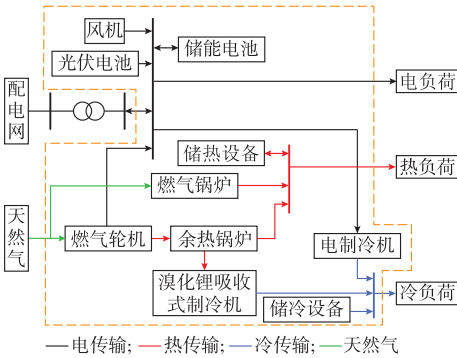 风机
储能电池
光伏电池
电负荷
配电网
储热设备
热负荷
燃气锅炉
天然气
燃气轮机
余热锅炉
电制冷机
溴化锂吸收
式制冷机
储冷设备
冷负荷
电传输; 热传输; 冷传输; 天然气